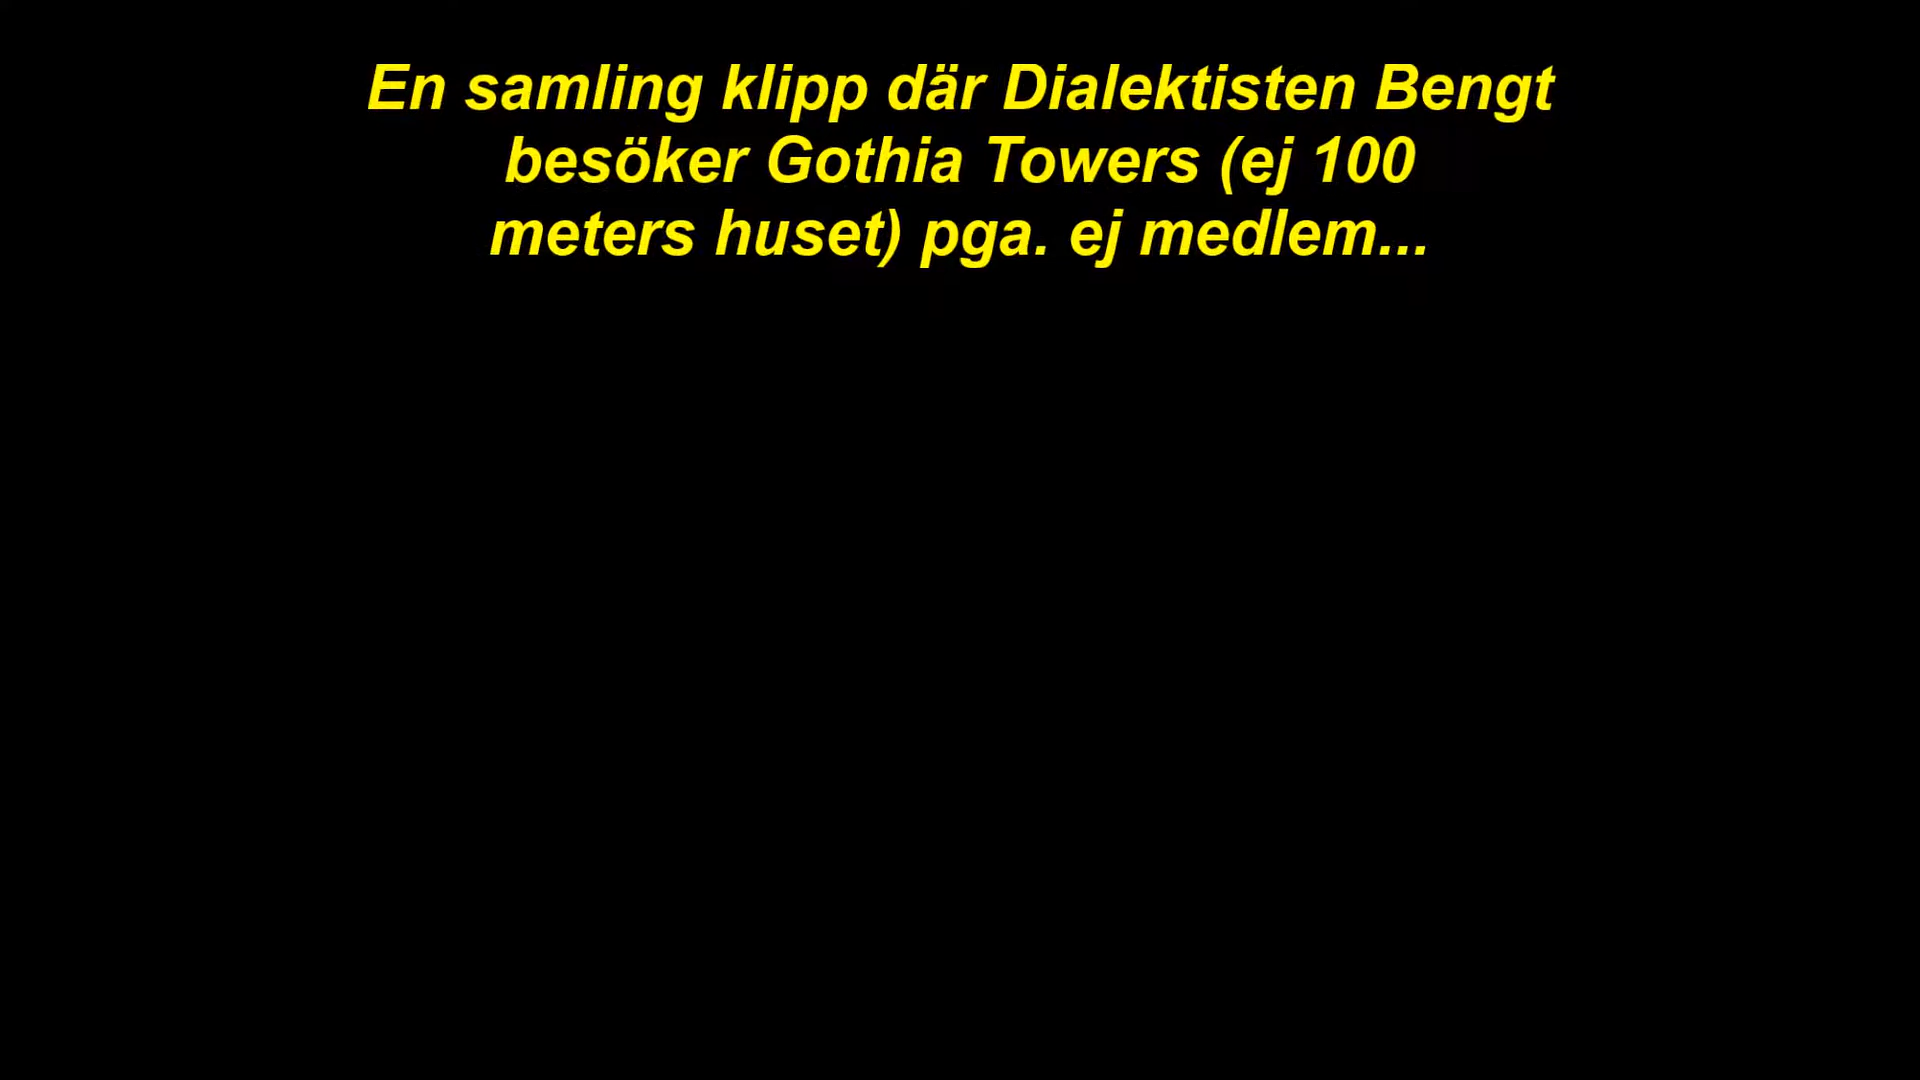 En samling klipp där Dialektisten Bengt
besöker Gothia Towers (ej 100
meters huset) pga. ej medlem...